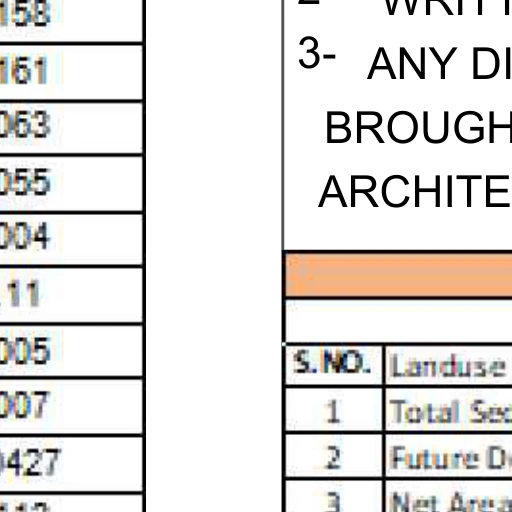 158
161
063
055
004
11
005
007
427
3- ANY DI
BROUGH
ARCHITE
S.NO. Landuse
1 Total Sec
2 Future D
3 Net Area